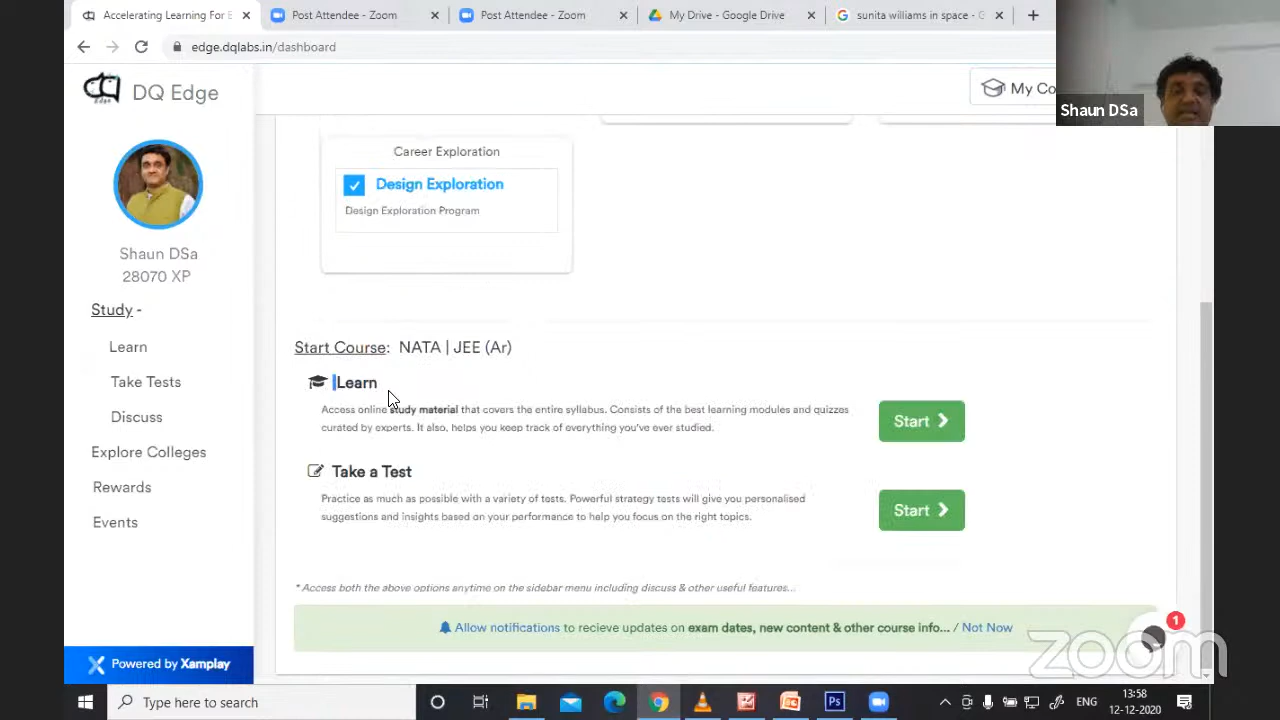 Accelerating Learning For E
Post Attendee - Zoom
Post Attendee - Zoom
My Drive - Google Drive
sunita williams in space - G
edge.dqlabs.in/dashboard
DQ Edge
My Co
Shaun DSa
Career Exploration
Design Exploration
Design Exploration Program
Shaun DSa
28070 XP
Study -
Learn
Take Tests
Discuss
Explore Colleges
Rewards
Events
Start Course: NATA | JEE (Ar)
Learn
Access online study material that covers the entire syllabus. Consists of the best learning modules and quizzes
curated by experts. It also, helps you keep track of everything you've ever studied.
Start
Take a Test
Practice as much as possible with a variety of tests. Powerful strategy tests will give you personalised
suggestions and insights based on your performance to help you focus on the right topics.
Start
* Access both the above options anytime on the sidebar menu including discuss & other useful features...
Allow notifications to recieve updates on exam dates, new content & other course info... / Not Now
1
zoom
Powered by Xamplay
Type here to search
Ps
ENG
13:58
12-12-2020